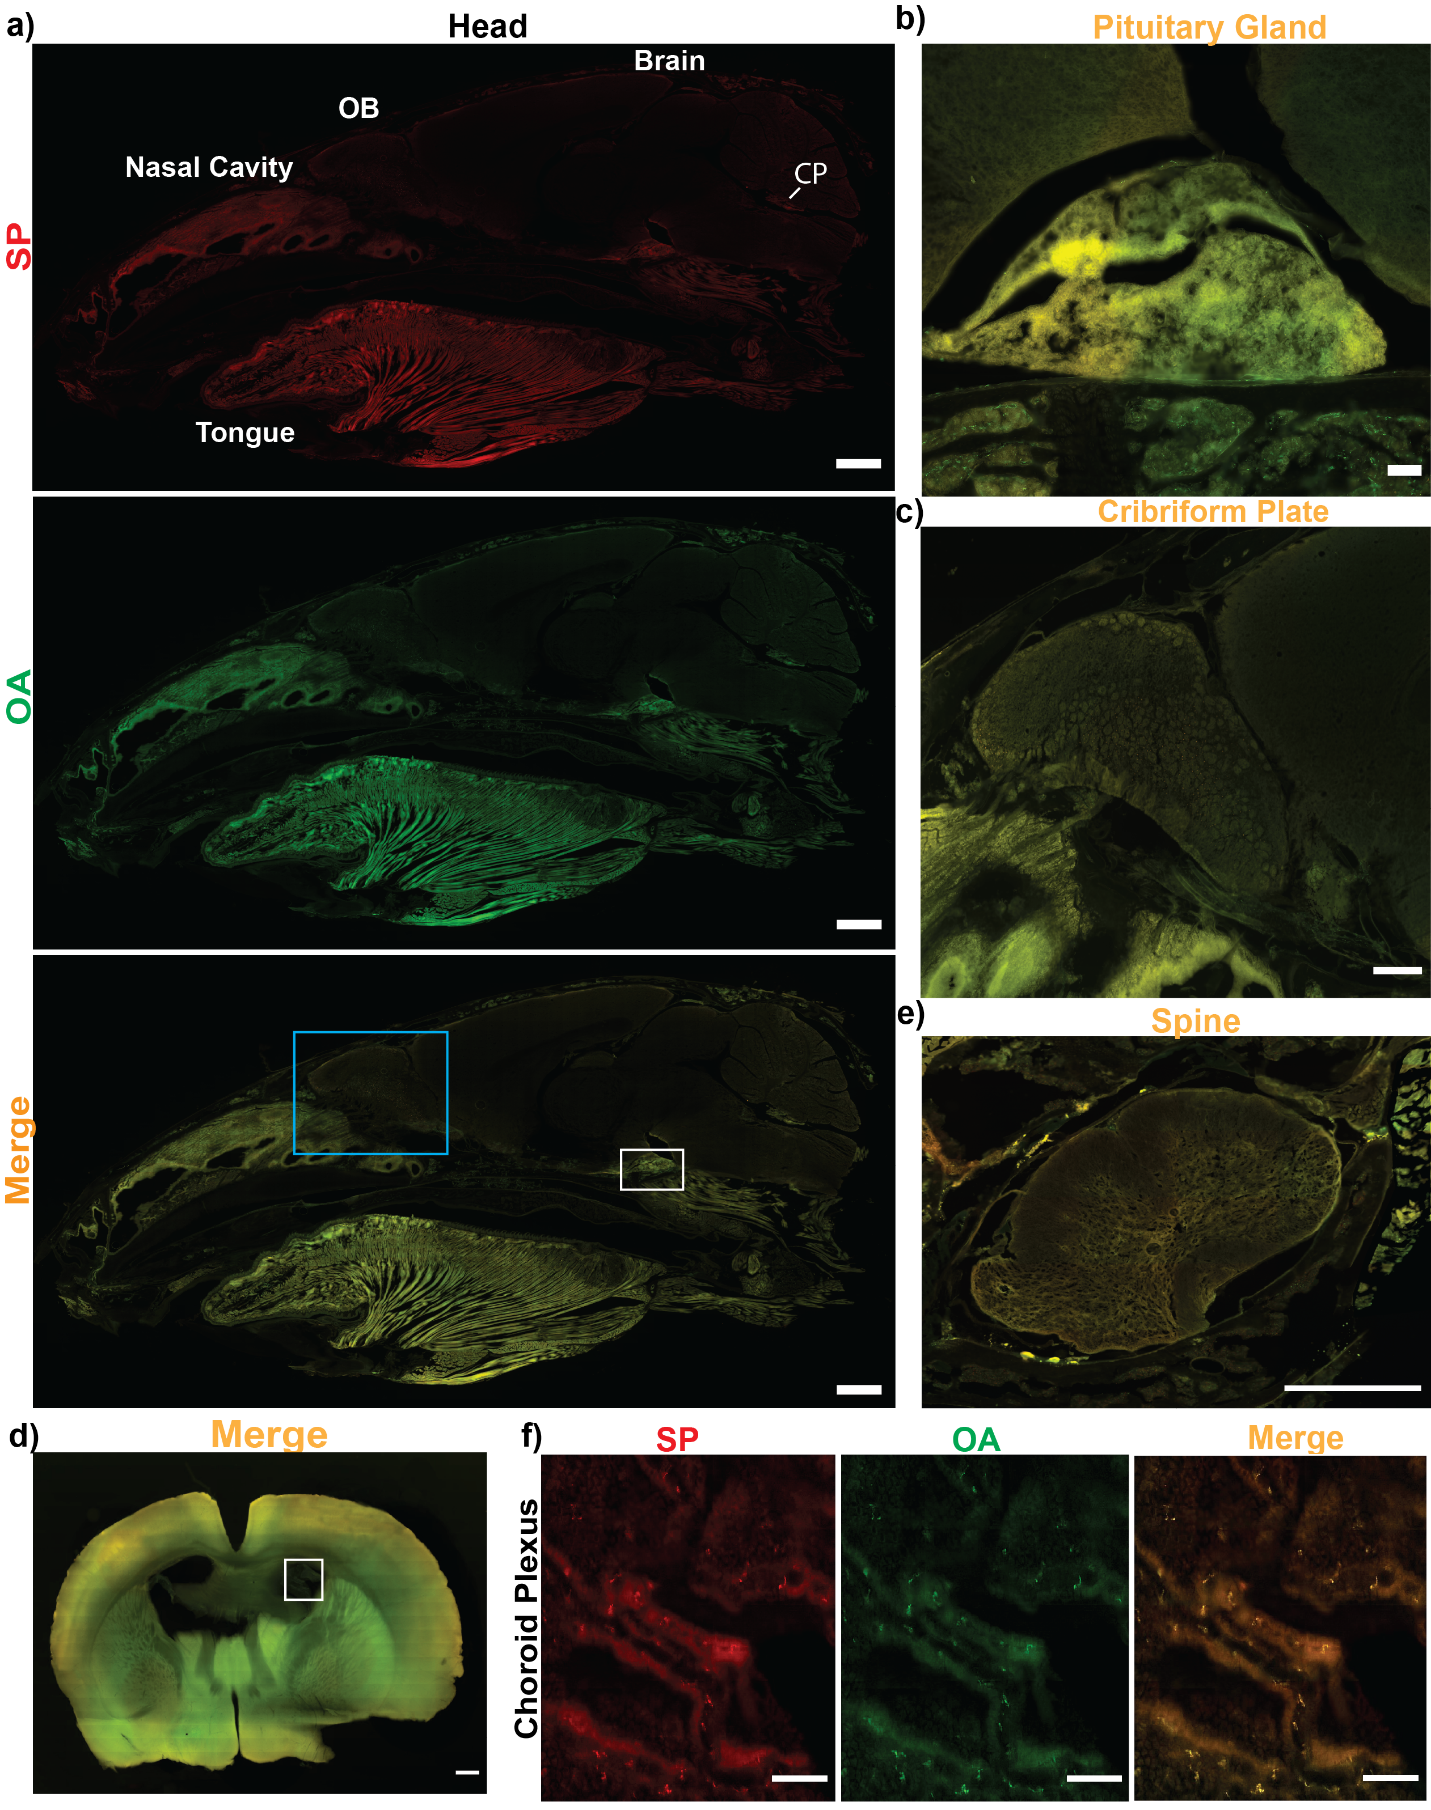 a)
Head
Brain
OB
Nasal Cavity
CP
SP
Tongue
OA
Merge
b)
Pituitary Gland
c)
Cribriform Plate
e)
Spine
d)
Merge
f)
SP
OA
Merge
Choroid Plexus